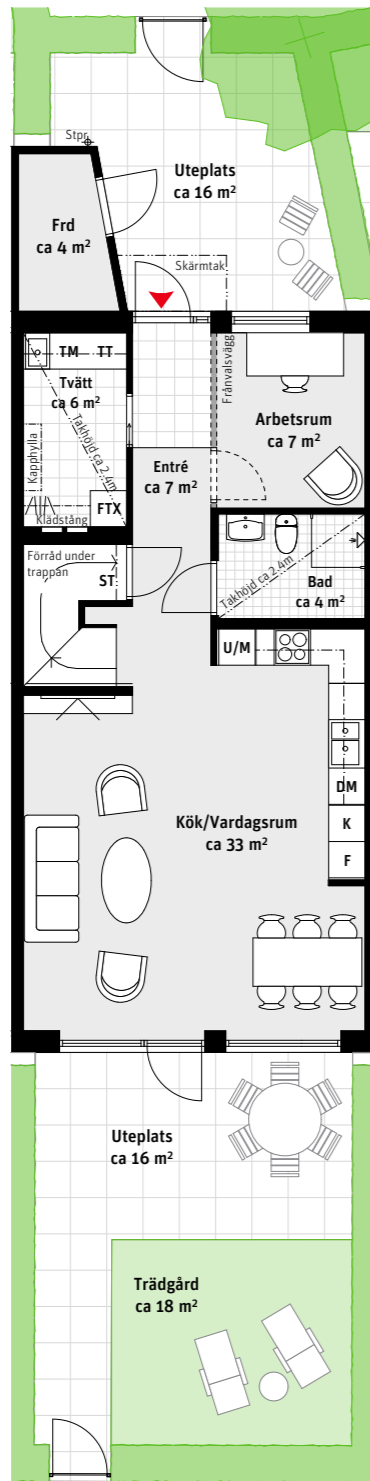 Stpr
Uteplats
ca 16 m²
Frd
ca 4 m²
Skärmtak
TM TT
Tvätt
ca 6 m²
Takhöjd ca 2.4m
Kapphylla
FTX
Klädstång
Frånvalsvägg
Arbetsrum
ca 7 m²
Entré
ca 7 m²
Förråd under
trappan
ST
Takhöjd ca 2.4m
Bad
ca 4 m²
U/M
DM
K
F
Kök/Vardagsrum
ca 33 m²
Uteplats
ca 16 m²
Trädgård
ca 18 m²